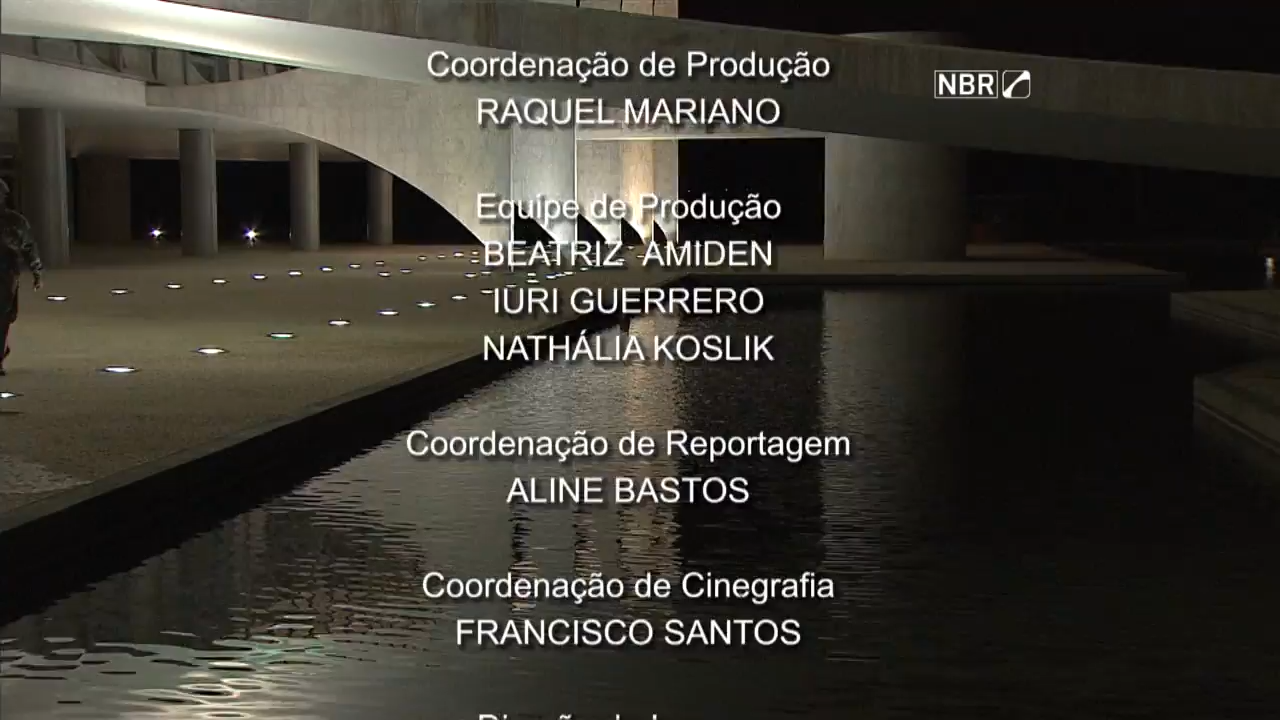 Coordenação de Produção
NBR
RAQUEL MARIANO
Equipe de Produção
BEATRIZ AMIDEN
IURI GUERRERO
NATHÁLIA KOSLIK
Coordenação de Reportagem
ALINE BASTOS
Coordenação de Cinegrafia
FRANCISCO SANTOS